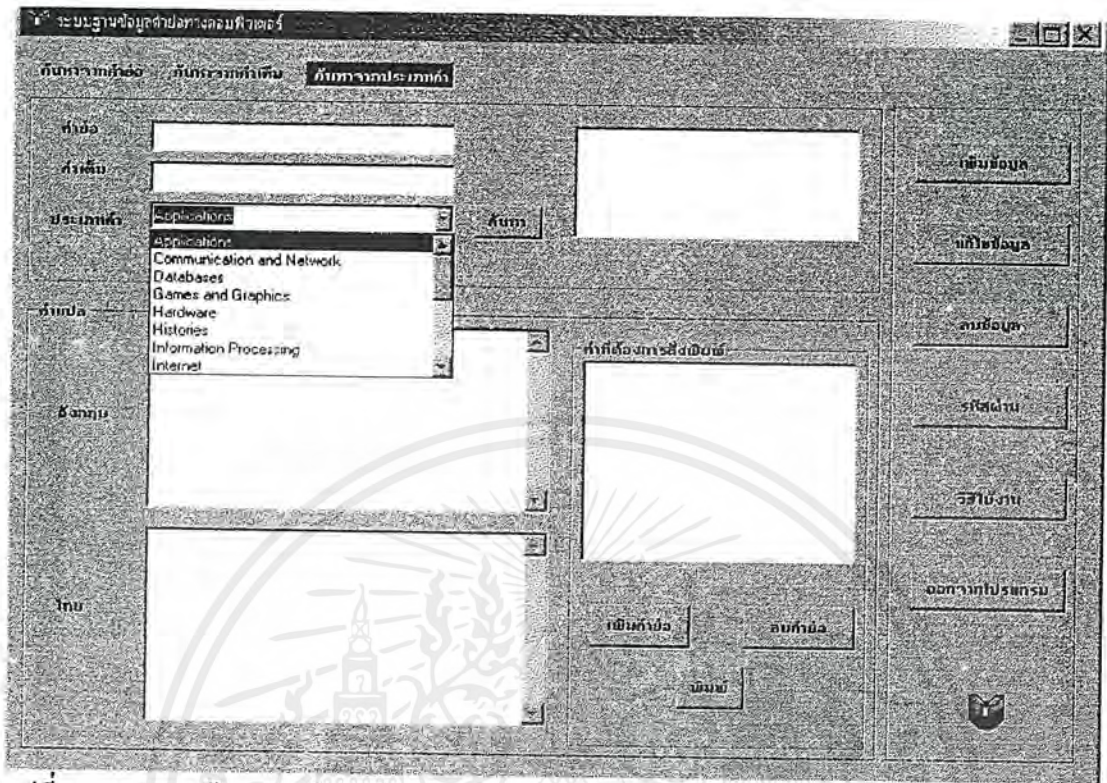 ระบบฐานข้อมูลคำย่อทางคอมพิวเตอร์
ค้นหาจากคำย่อ ค้นหาจากคำเต็ม ค้นหาจากประเภทคำ
คำย่อ
คำเต็ม
ประเภทคำ Applications ค้นหา
Applications
Communication and Network
Databases
Games and Graphics
Hardware
Histories
Information Processing
Internet
คำแปล
อังกฤษ
ไทย
คำที่ต้องการสั่งพิมพ์
เพิ่มคำย่อ ลบคำย่อ
พิมพ์
เพิ่มข้อมูล
แก้ไขข้อมูล
ลบข้อมูล
รหัสผ่าน
วิธีใช้งาน
ออกจากโปรแกรม